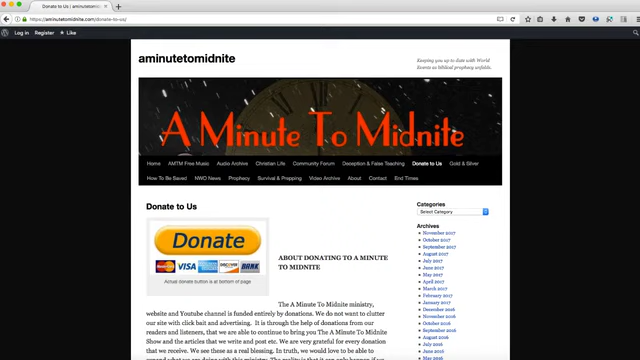 Donate to Us | aminutetomidnit
https://aminutetomidnite.com/donate-to-us/
Search
Log in Register Like
aminutetomidnite
Keeping you up to date with World
Events as biblical prophecy unfolds.
A Minute To Midnite
Home AMTM Free Music Audio Archive Christian Life Community Forum Deception & False Teaching Donate to Us Gold & Silver
How To Be Saved NWO News Prophecy Survival & Prepping Video Archive About Contact End Times
Donate to Us
Donate
MasterCard VISA DISCOVER BANK
Actual donate button is at bottom of page
ABOUT DONATING TO A MINUTE
TO MIDNITE
The A Minute To Midnite ministry,
website and Youtube channel is funded entirely by donations. We do not want to clutter
our site with click bait and advertising. It is through the help of donations from our
readers and listeners, that we are able to continue to bring you The A Minute To Midnite
Show and the articles that we write and post etc. We are very grateful for every donation
that we receive. We see these as a real blessing. In truth, we would love to be able to
Categories
Select Category
Archives
November 2017
October 2017
September 2017
August 2017
July 2017
June 2017
May 2017
April 2017
March 2017
February 2017
January 2017
December 2016
November 2016
October 2016
September 2016
August 2016
July 2016
June 2016